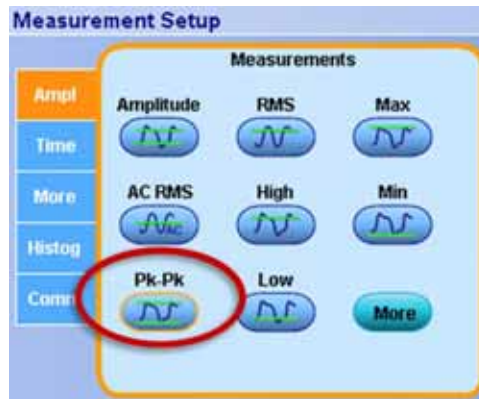 Measurement Setup
Measurements
Ampl
Time
More
Histog
Comm
Amplitude RMS Max
AC RMS High Min
Pk-Pk Low
More